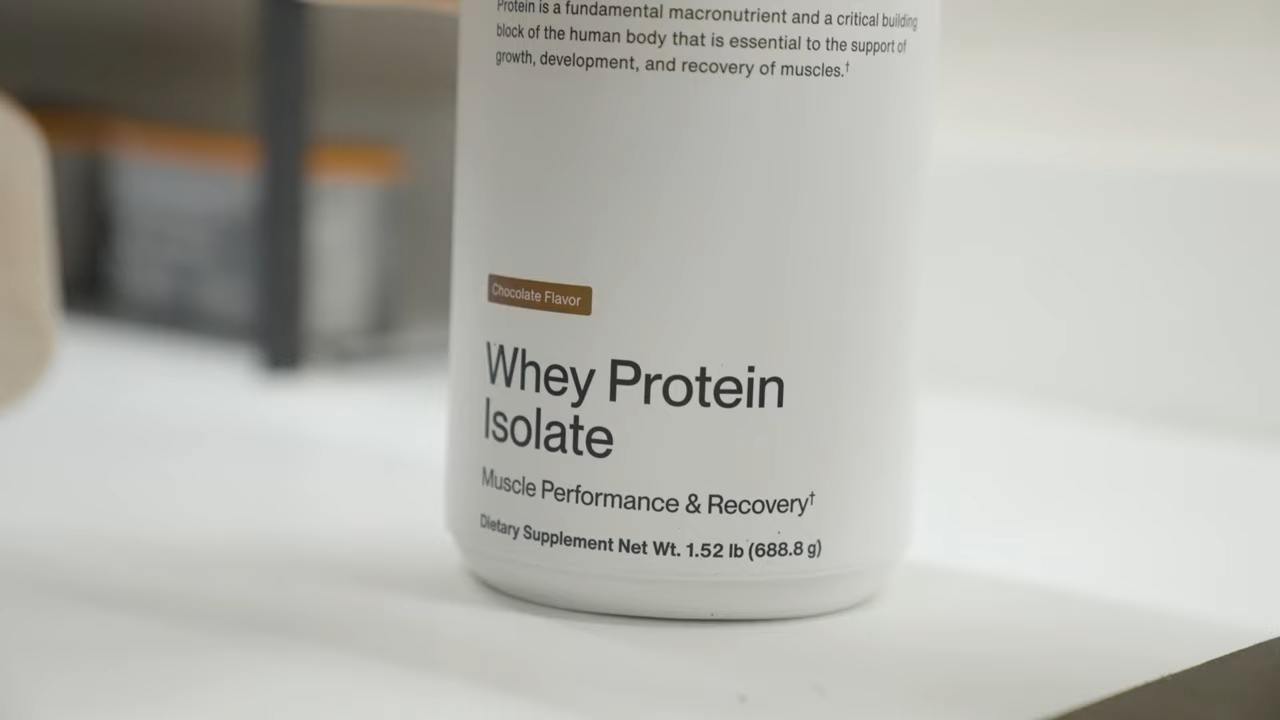 Protein is a fundamental macronutrient and a critical building
block of the human body that is essential to the support of
growth, development, and recovery of muscles.†
Chocolate Flavor
Whey Protein
Isolate
Muscle Performance & Recovery†
Dietary Supplement Net Wt. 1.52 lb (688.8 g)